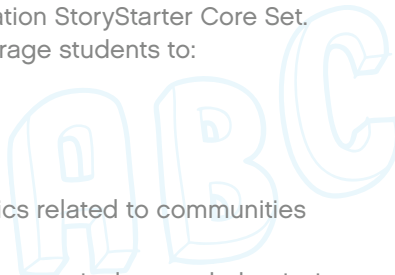 ation StoryStarter Core Set.
rage students to:
ABC
ics related to communities